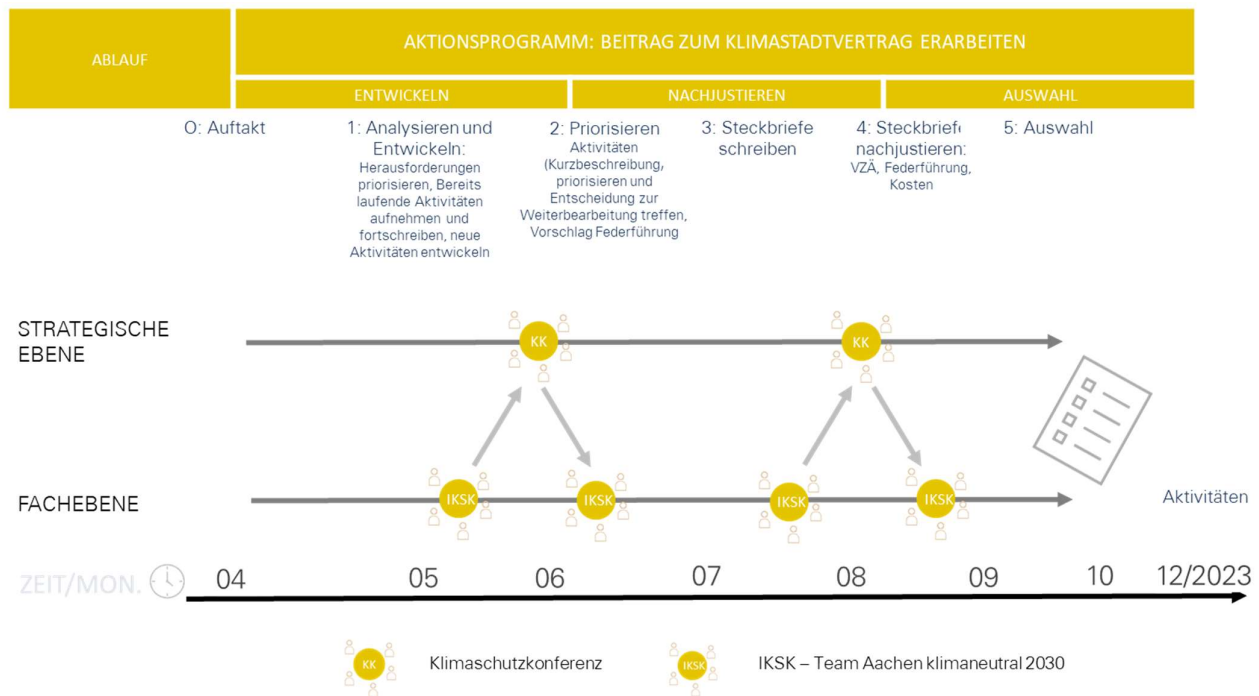 ABLAUF
AKTIONSPROGRAMM: BEITRAG ZUM KLIMASTADTVERTRAG ERARBEITEN
ENTWICKELN
NACHJUSTIEREN
AUSWAHL
0: Auftakt
1: Analysieren und
Entwickeln:
Herausforderungen
priorisieren, Bereits
laufende Aktivitäten
aufnehmen und
fortschreiben, neue
Aktivitäten entwickeln
2: Priorisieren
Aktivitäten
(Kurzbeschreibung,
priorisieren und
Entscheidung zur
Weiterbearbeitung treffen,
Vorschlag Federführung
3: Steckbriefe
schreiben
4: Steckbriefe
nachjustieren:
VZÄ, Federführung,
Kosten
5: Auswahl
STRATEGISCHE
EBENE
KK
KK
FACHEBENE
IKSK
IKSK
IKSK
IKSK
Aktivitäten
ZEIT/MON.
04
05
06
07
08
09
10
12/2023
KK
Klimaschutzkonferenz
IKSK
IKSK – Team Aachen klimaneutral 2030